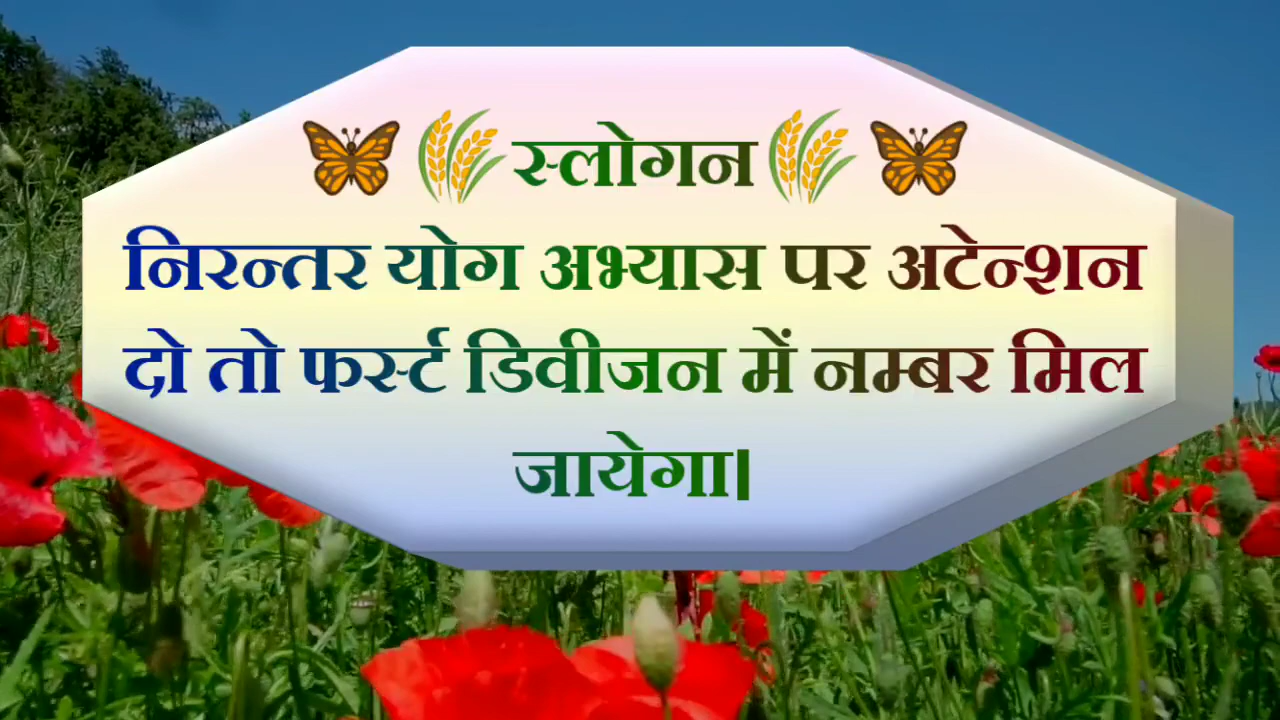 🦋🌾स्लोगन🌾🦋
निरन्तर योग अभ्यास पर अटेन्शन
दो तो फर्स्ट डिवीजन में नम्बर मिल
जायेगा।